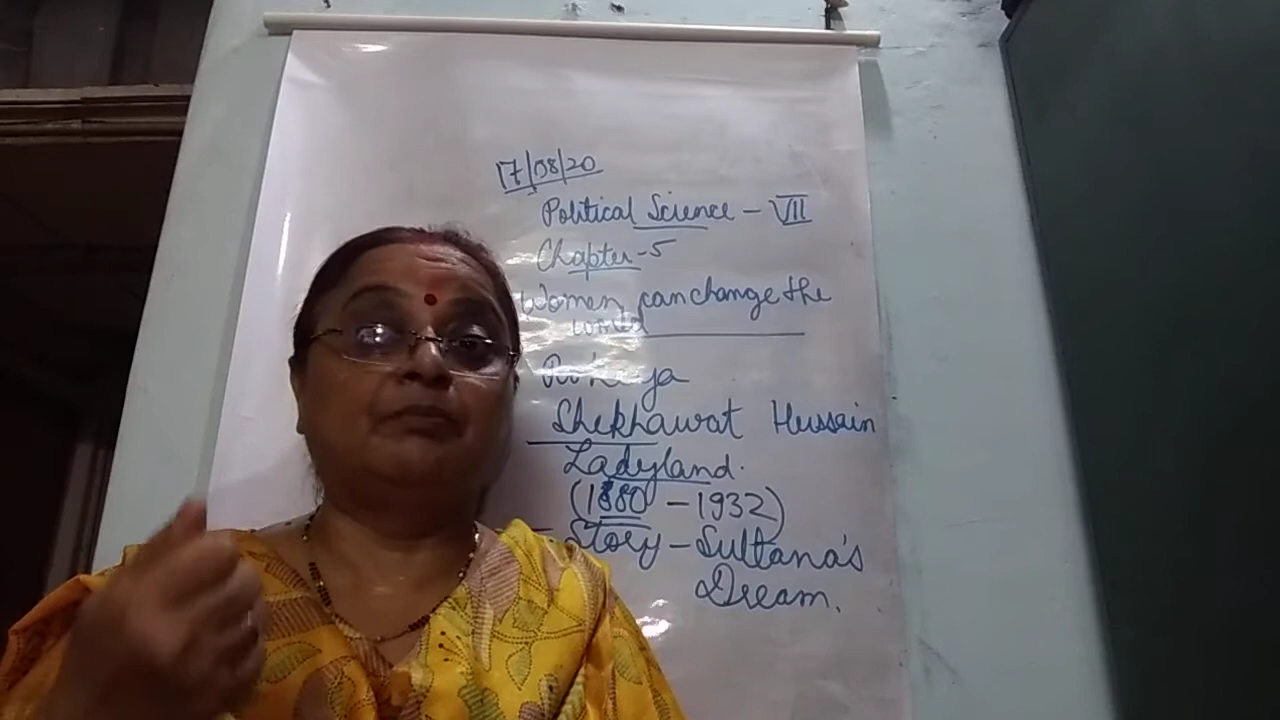 17/08/20
Political Science - VII
Chapter-5
Women can change the
world
Rokeya
Shekhawat Hussain
Ladyland.
(1880 - 1932)
Story - Sultana's
Dream.